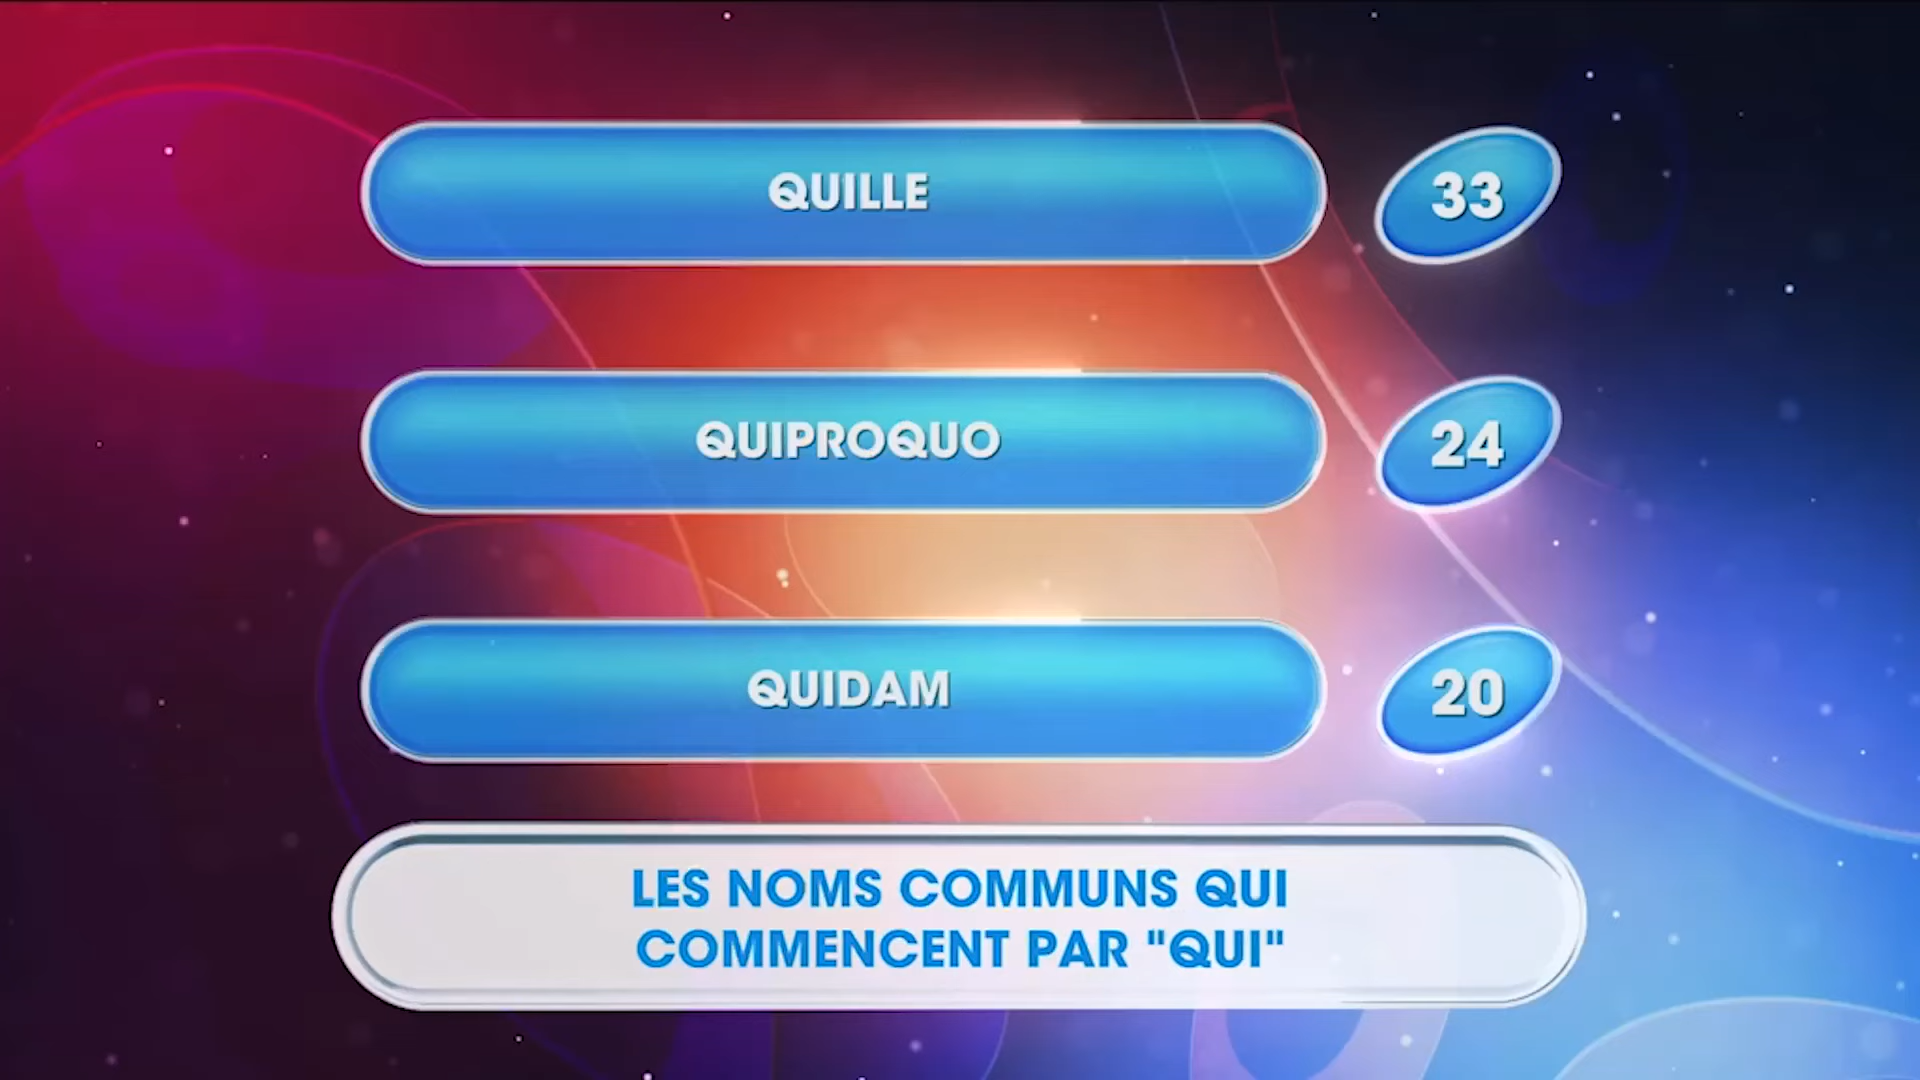 QUILLE
33
QUIPROQUO
24
QUIDAM
20
LES NOMS COMMUNS QUI
COMMENCENT PAR "QUI"